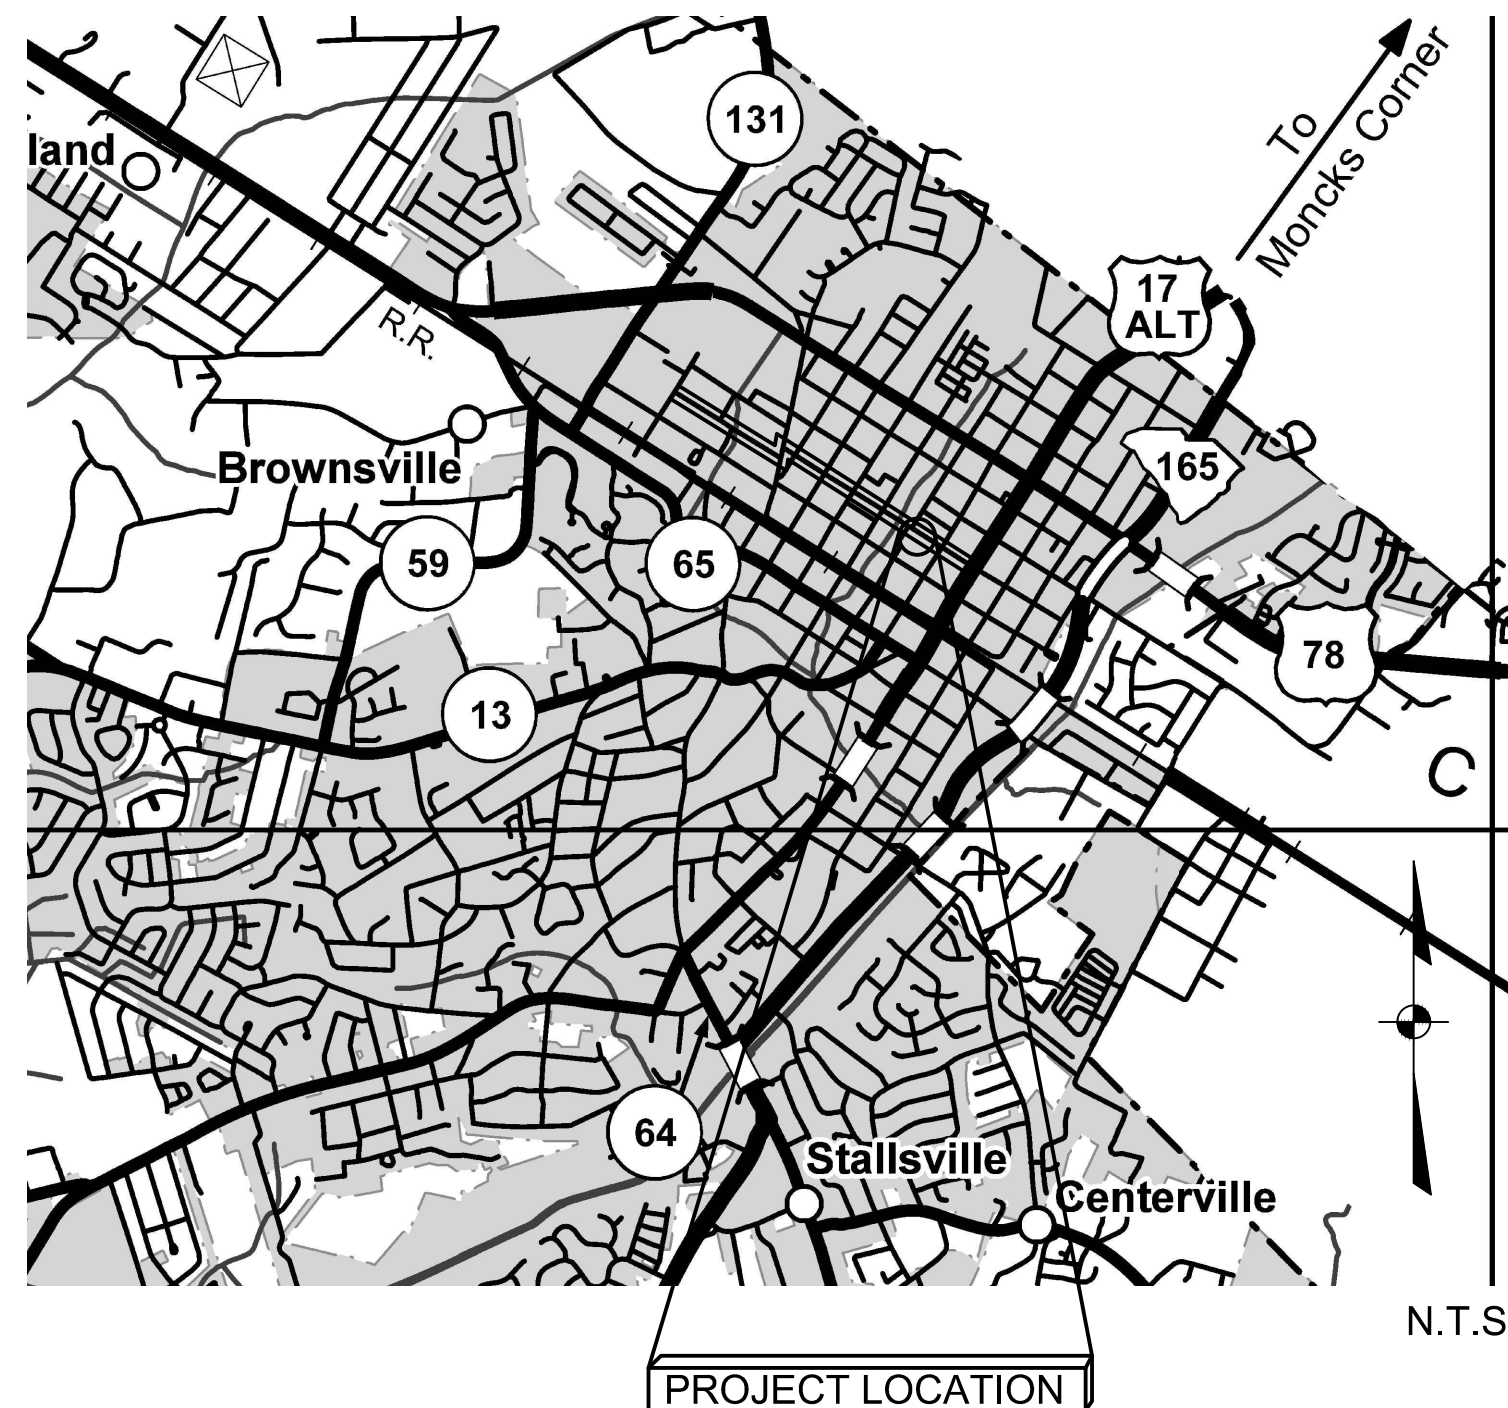 131
To
Moncks Corner
land
17
ALT
R.R.
165
Brownsville
59
65
78
13
C
64
Stallsville
Centerville
N.T.S
PROJECT LOCATION